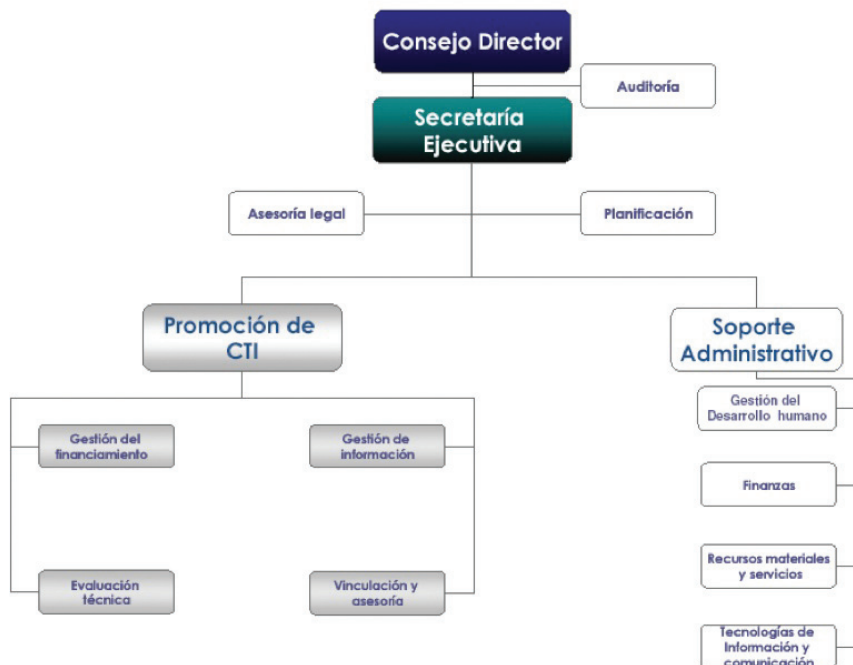 Consejo Director
Auditoría
Secretaría
Ejecutiva
Asesoría legal
Planificación
Promoción de
CTI
Soporte
Administrativo
Gestión del
Desarrollo humano
Gestión del
financiamiento
Gestión de
información
Finanzas
Recursos materiales
y servicios
Evaluación
técnica
Vinculación y
asesoría
Tecnologías de
Información y
comunicación